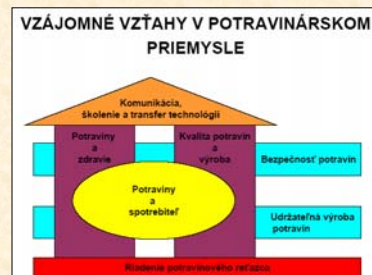 VZÁJOMNÉ VZŤAHY V POTRAVINÁRSKOM
PRIEMYSLE
Komunikácia,
školenie a transfer technológií
Potraviny
a
zdravie
Kvalita potravín
a
výroba
Bezpečnosť potravín
Potraviny
a
spotrebiteľ
Udržateľná výroba
potravín
Riadenie potravinového reťazca